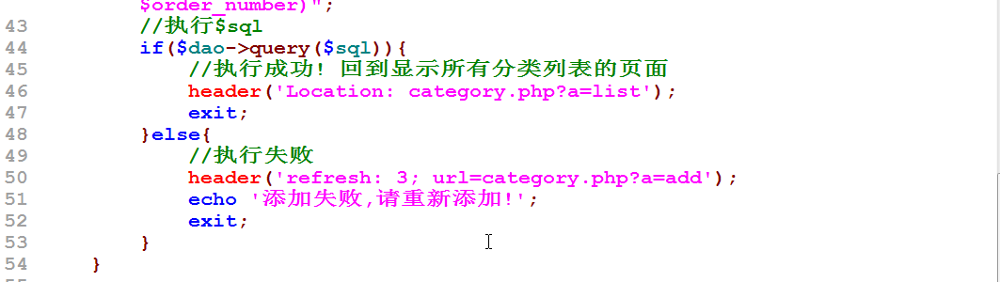 $order_number)";
43 //执行$sql
44 if($dao->query($sql)){
45 //执行成功! 回到显示所有分类列表的页面
46 header('Location: category.php?a=list');
47 exit;
48 }else{
49 //执行失败
50 header('refresh: 3; url=category.php?a=add');
51 echo '添加失败,请重新添加!';
52 exit;
53 }
54 }